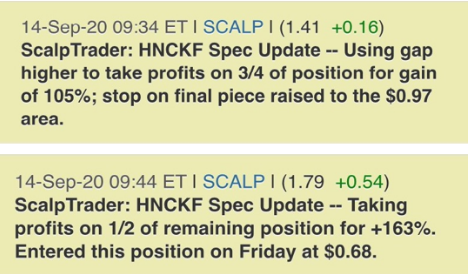 14-Sep-20 09:34 ET | SCALP | (1.41 +0.16)
ScalpTrader: HNCKF Spec Update -- Using gap
higher to take profits on 3/4 of position for gain
of 105%; stop on final piece raised to the $0.97
area.
14-Sep-20 09:44 ET | SCALP | (1.79 +0.54)
ScalpTrader: HNCKF Spec Update -- Taking
profits on 1/2 of remaining position for +163%.
Entered this position on Friday at $0.68.